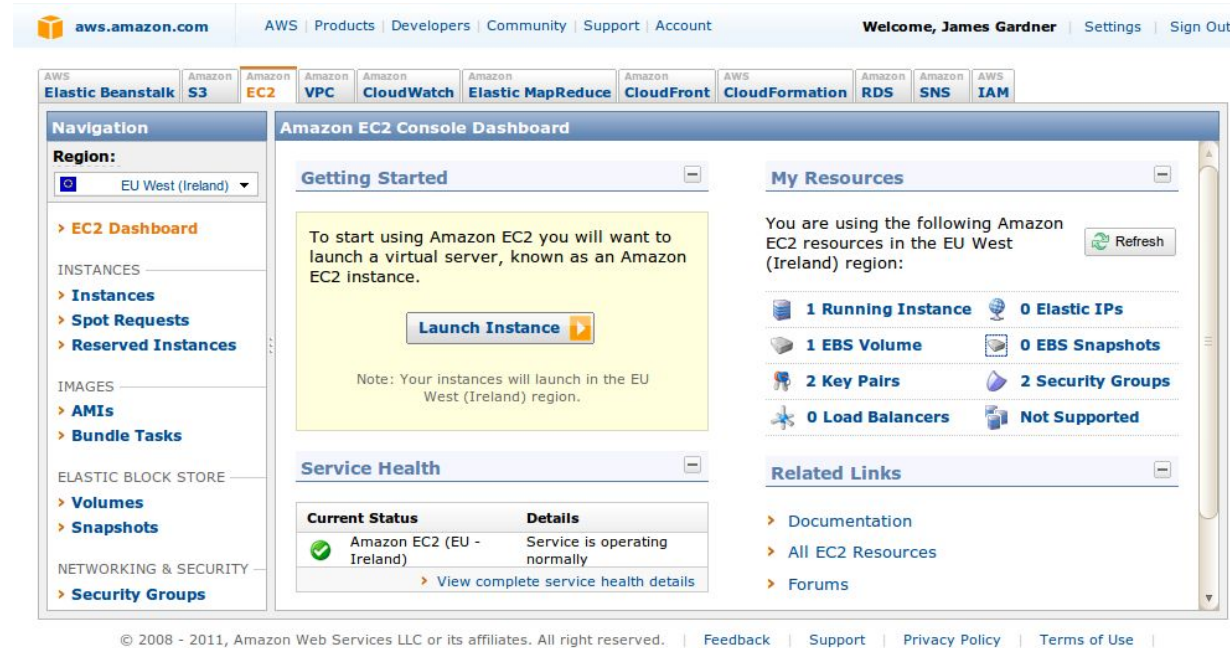 aws.amazon.com
AWS | Products | Developers | Community | Support | Account
Welcome, James Gardner | Settings | Sign Out
AWS
Elastic Beanstalk
Amazon
S3
Amazon
EC2
Amazon
VPC
Amazon
CloudWatch
Amazon
Elastic MapReduce
Amazon
CloudFront
AWS
CloudFormation
Amazon
RDS
Amazon
SNS
AWS
IAM
Navigation
Region:
EU West (Ireland)
EC2 Dashboard
INSTANCES
Instances
Spot Requests
Reserved Instances
IMAGES
AMIs
Bundle Tasks
ELASTIC BLOCK STORE
Volumes
Snapshots
NETWORKING & SECURITY
Security Groups
Amazon EC2 Console Dashboard
Getting Started
To start using Amazon EC2 you will want to
launch a virtual server, known as an Amazon
EC2 instance.
Launch Instance
Note: Your instances will launch in the EU
West (Ireland) region.
Service Health
Current Status Details
Amazon EC2 (EU - Service is operating
Ireland) normally
View complete service health details
My Resources
You are using the following Amazon
EC2 resources in the EU West
(Ireland) region:
Refresh
1 Running Instance 0 Elastic IPs
1 EBS Volume 0 EBS Snapshots
2 Key Pairs 2 Security Groups
0 Load Balancers Not Supported
Related Links
Documentation
All EC2 Resources
Forums
© 2008 - 2011, Amazon Web Services LLC or its affiliates. All right reserved. | Feedback | Support | Privacy Policy | Terms of Use |